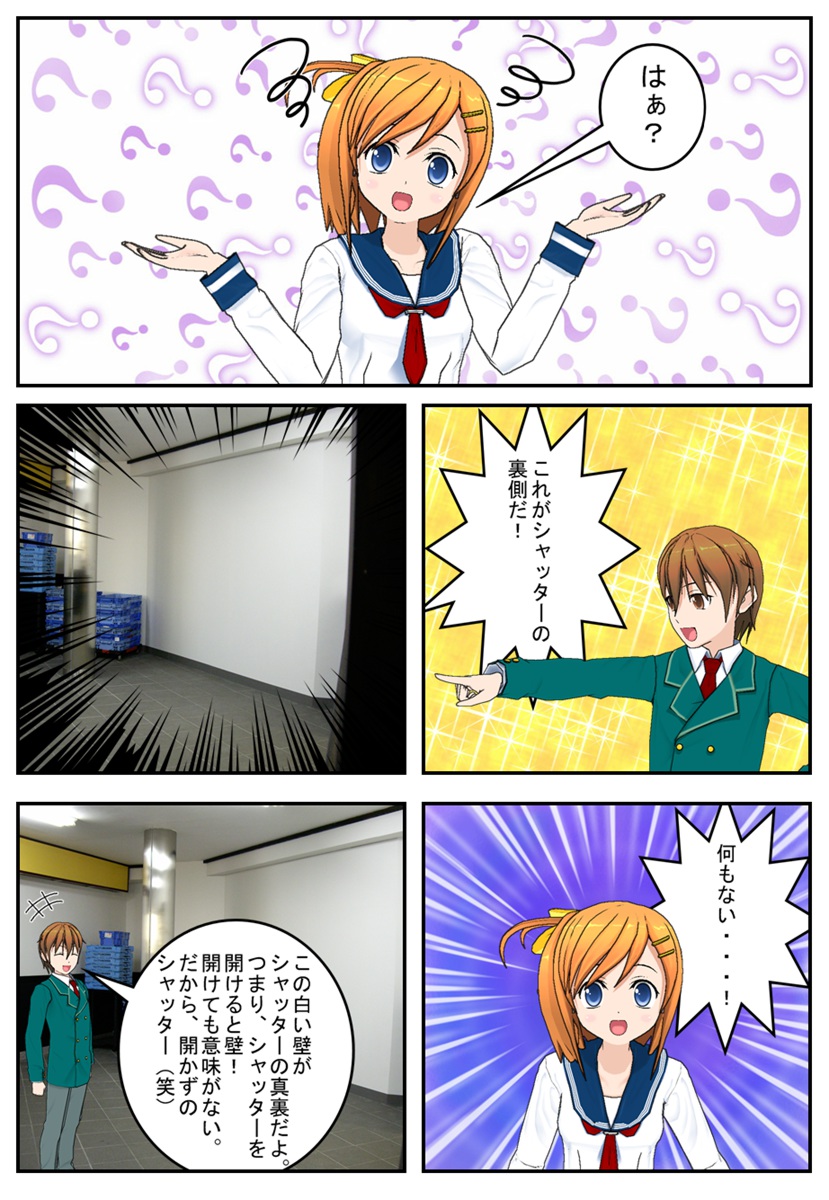 はぁ？
これがシャッターの
裏側だ！
何もない・・・！
この白い壁が
シャッターの真裏だよ。
つまり、シャッターを
開けると壁！
開けても意味がない。
だから、開かずの
シャッター（笑）